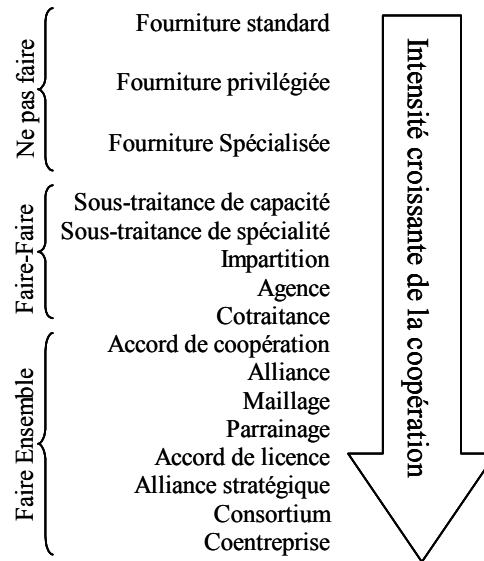 Ne pas faire
Fourniture standard
Fourniture privilégiée
Fourniture Spécialisée
Faire-Faire
Sous-traitance de capacité
Sous-traitance de spécialité
Impartition
Agence
Cotraitance
Faire Ensemble
Accord de coopération
Alliance
Maillage
Parrainage
Accord de licence
Alliance stratégique
Consortium
Coentreprise
Intensité croissante de la coopération